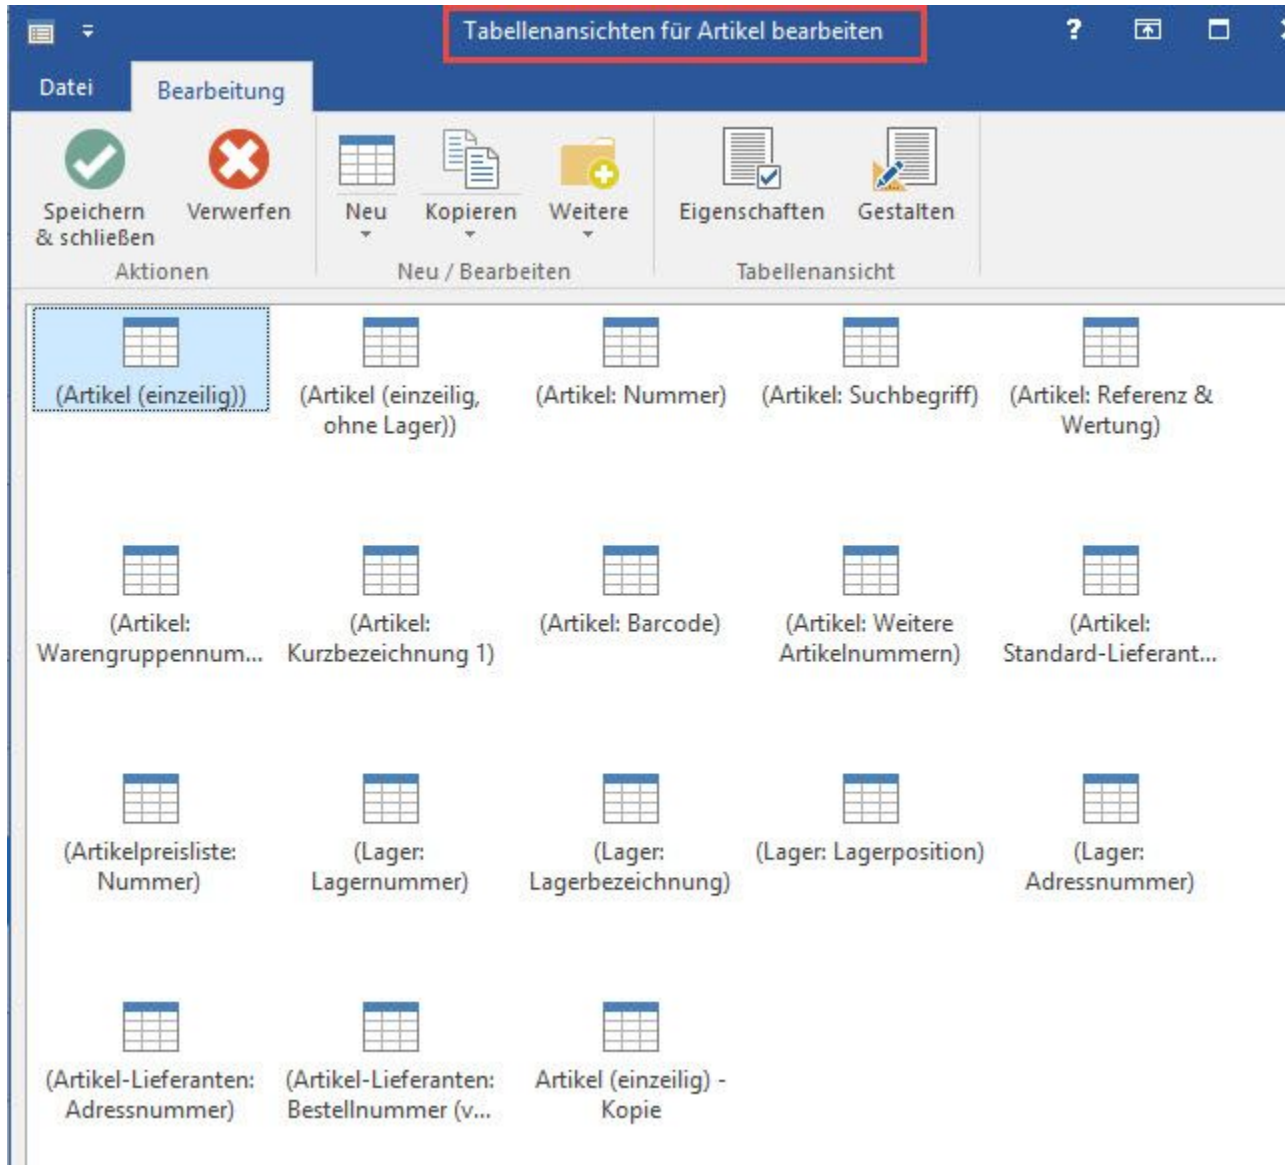 Tabellenansichten für Artikel bearbeiten
?
Datei
Bearbeitung
Speichern
& schließen
Verwerfen
Neu
Kopieren
Weitere
Eigenschaften
Gestalten
Aktionen
Neu / Bearbeiten
Tabellenansicht
(Artikel (einzeilig))
(Artikel (einzeilig,
ohne Lager))
(Artikel: Nummer)
(Artikel: Suchbegriff)
(Artikel: Referenz &
Wertung)
(Artikel:
Warengruppennum...
(Artikel:
Kurzbezeichnung 1)
(Artikel: Barcode)
(Artikel: Weitere
Artikelnummern)
(Artikel:
Standard-Lieferant...
(Artikelpreisliste:
Nummer)
(Lager:
Lagernummer)
(Lager:
Lagerbezeichnung)
(Lager: Lagerposition)
(Lager:
Adressnummer)
(Artikel-Lieferanten:
Adressnummer)
(Artikel-Lieferanten:
Bestellnummer (v...
Artikel (einzeilig) -
Kopie